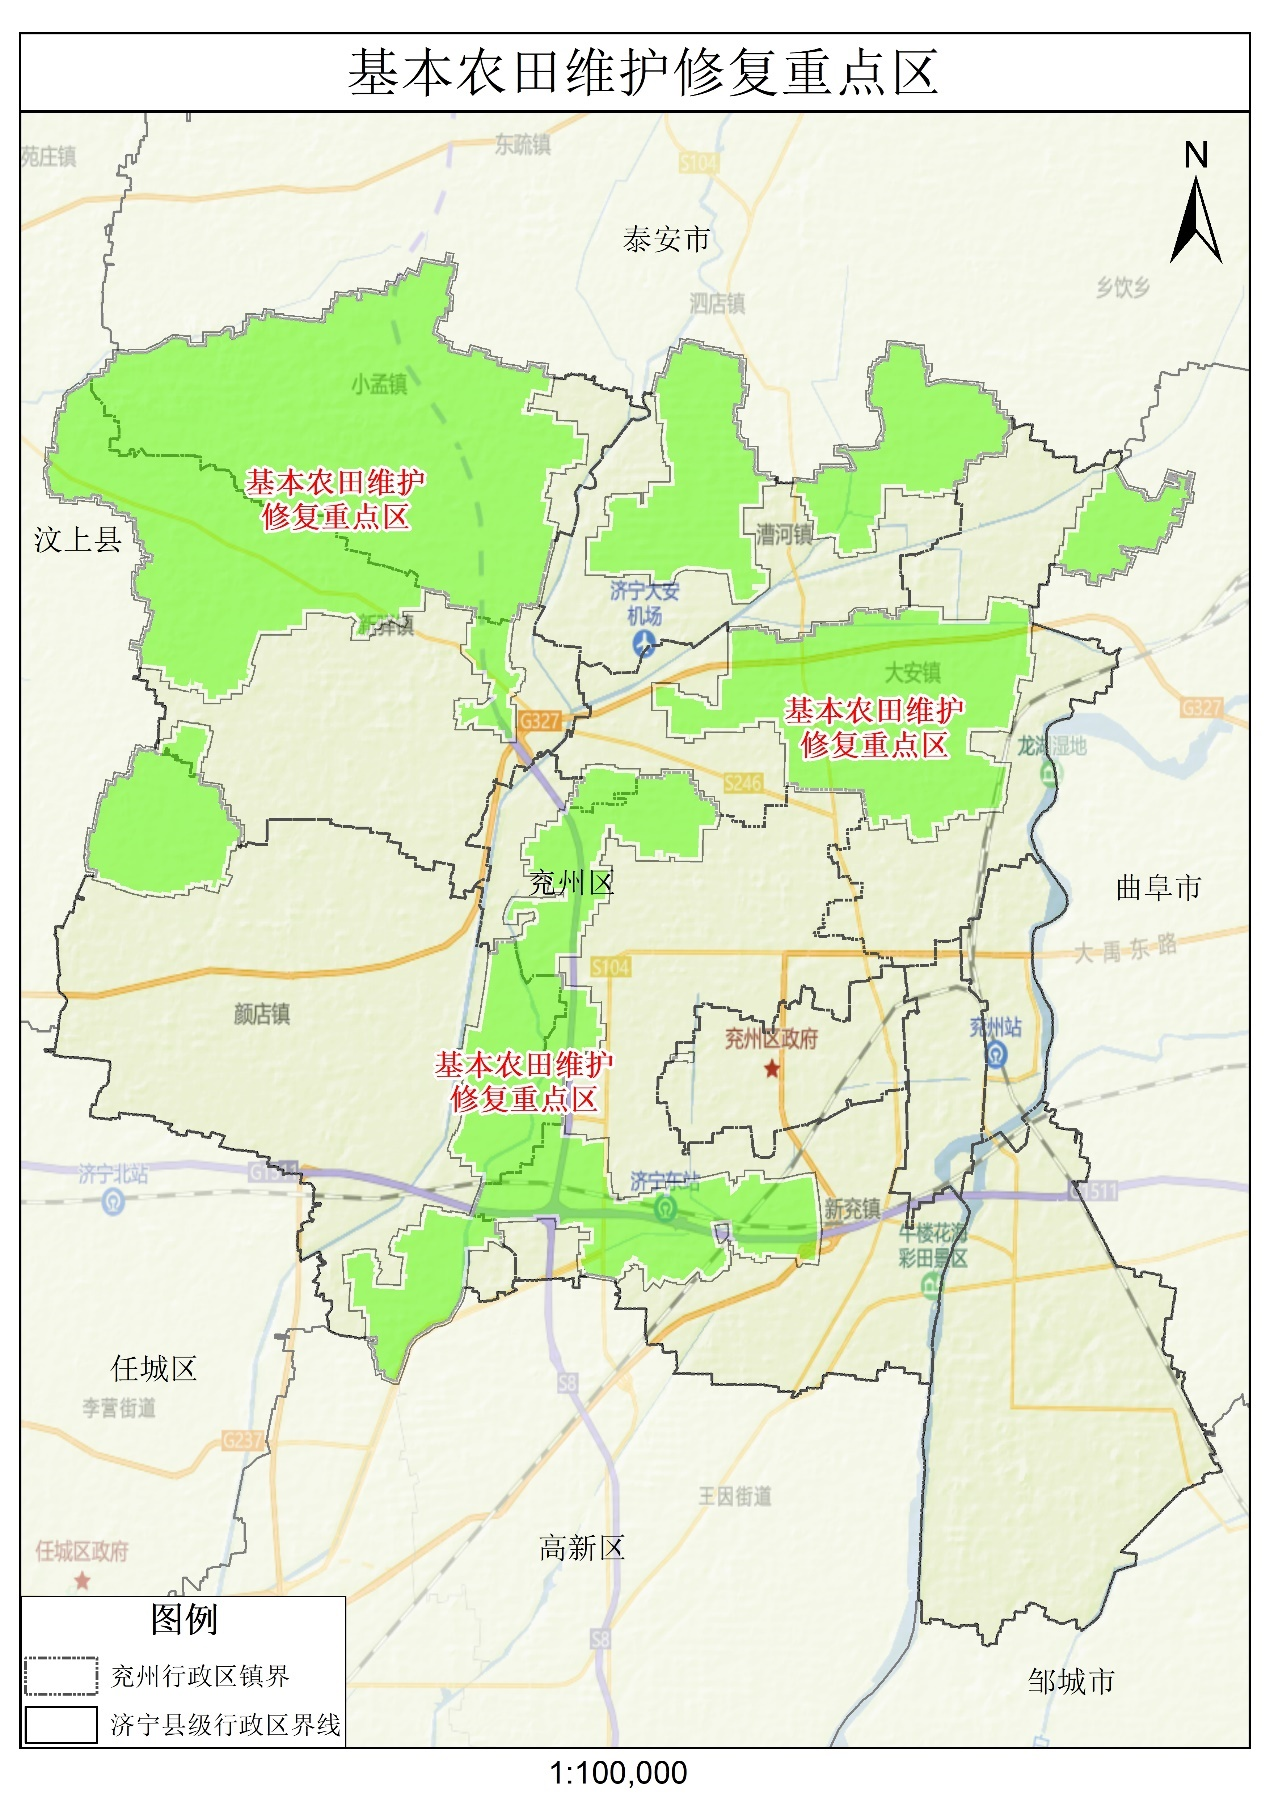 基本农田维护修复重点区
N
苑庄镇
东疏镇
S104
泰安市
乡饮乡
泗店镇
小孟镇
基本农田维护
修复重点区
汶上县
漕河镇
济宁大安
机场
新驿镇
大安镇
基本农田维护
修复重点区
G327
G327
龙湖湿地
S246
兖州区
曲阜市
大禹东路
S104
颜店镇
兖州区政府
兖州站
基本农田维护
修复重点区
济宁北站
G1511
济宁东站
G1511
新兖镇
牛楼花海
彩田景区
任城区
李营街道
S8
G237
王因街道
高新区
任城区政府
S8
邹城市
图例
兖州行政区镇界
济宁县级行政区界线
1:100,000